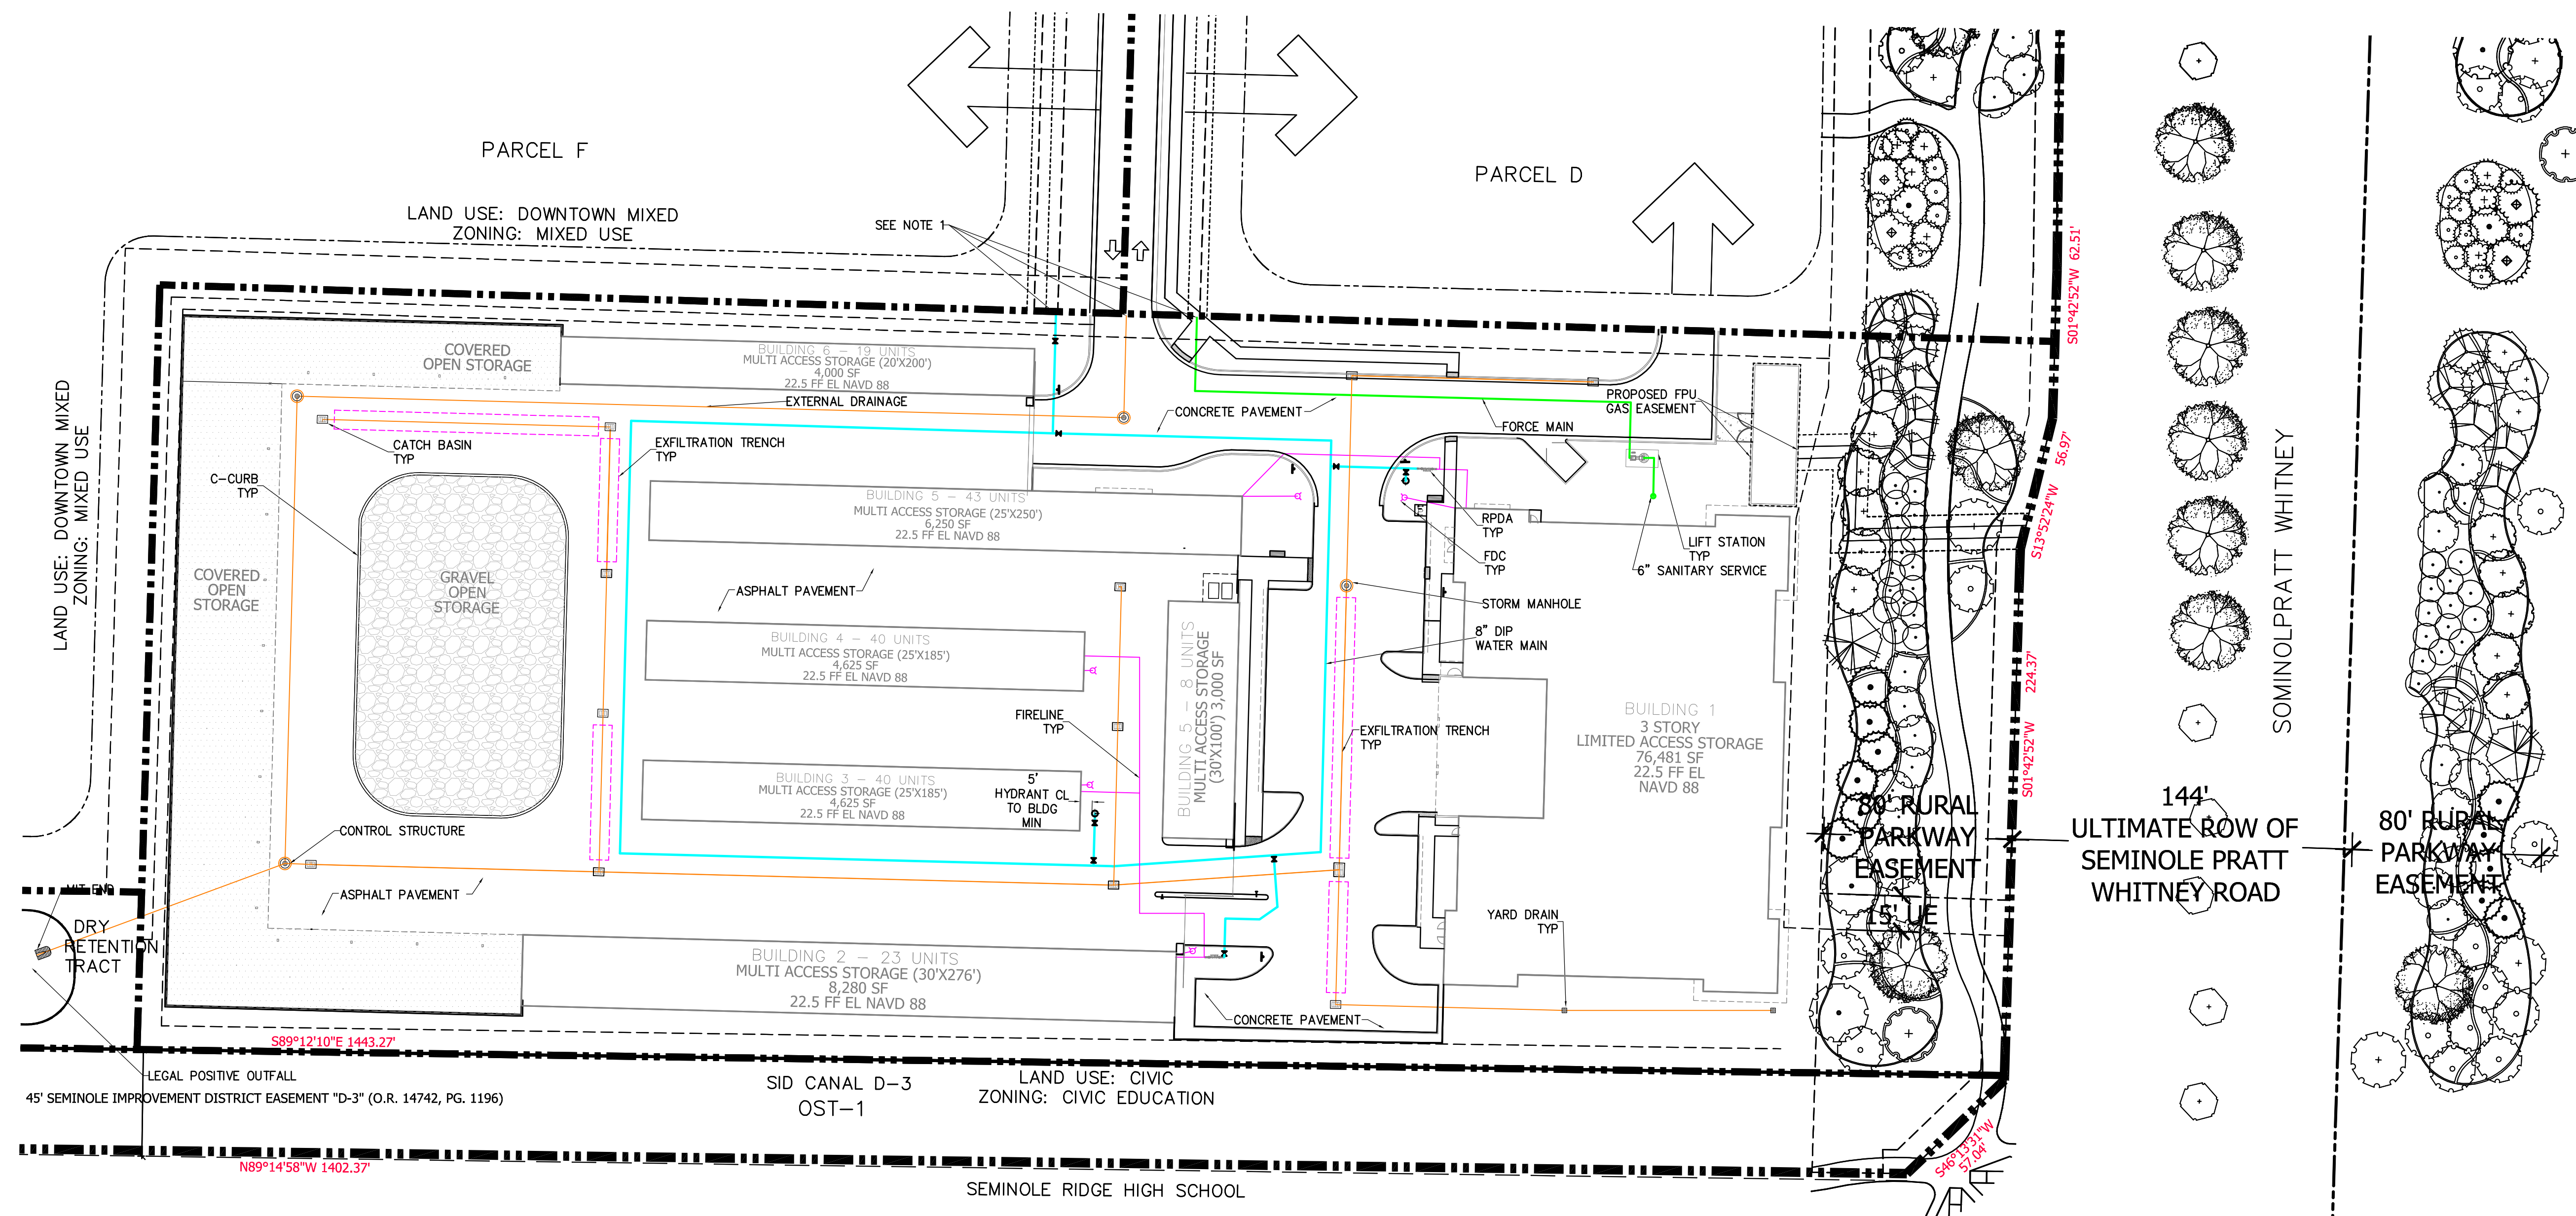 PARCEL F
LAND USE: DOWNTOWN MIXED
ZONING: MIXED USE
PARCEL D
SEE NOTE 1
S01°42'52"W 62.51'
LAND USE: DOWNTOWN MIXED
ZONING: MIXED USE
COVERED
OPEN STORAGE
BUILDING 6 - 19 UNITS
MULTI ACCESS STORAGE (20'X200')
4,000 SF
22.5 FF EL NAVD 88
EXTERNAL DRAINAGE
CONCRETE PAVEMENT
FORCE MAIN
PROPOSED FPU
GAS EASEMENT
CATCH BASIN
TYP
EXFILTRATION TRENCH
TYP
C-CURB
TYP
56.97'
S13°52'24"W
SOMINOLPRATT WHITNEY
BUILDING 5 - 43 UNITS
MULTI ACCESS STORAGE (25'X250')
6,250 SF
22.5 FF EL NAVD 88
RPDA
TYP
FDC
TYP
LIFT STATION
TYP
6" SANITARY SERVICE
COVERED
OPEN
STORAGE
GRAVEL
OPEN
STORAGE
ASPHALT PAVEMENT
STORM MANHOLE
8" DIP
WATER MAIN
BUILDING 4 - 40 UNITS
MULTI ACCESS STORAGE (25'X185')
4,625 SF
22.5 FF EL NAVD 88
BUILDING 5 - 8 UNITS
MULTI ACCESS STORAGE
(30'X100') 3,000 SF
FIRELINE
TYP
EXFILTRATION TRENCH
TYP
BUILDING 1
3 STORY
LIMITED ACCESS STORAGE
76,481 SF
22.5 FF EL
NAVD 88
224.37'
S01°42'52"W
BUILDING 3 - 40 UNITS
MULTI ACCESS STORAGE (25'X185')
4,625 SF
22.5 FF EL NAVD 88
5'
HYDRANT CL
TO BLDG
MIN
80' RURAL
PARKWAY
EASEMENT
15' UE
144'
ULTIMATE ROW OF
SEMINOLE PRATT
WHITNEY ROAD
80' RURAL
PARKWAY
EASEMENT
CONTROL STRUCTURE
ASPHALT PAVEMENT
MIT END
DRY
RETENTION
TRACT
YARD DRAIN
TYP
BUILDING 2 - 23 UNITS
MULTI ACCESS STORAGE (30'X276')
8,280 SF
22.5 FF EL NAVD 88
CONCRETE PAVEMENT
S89°12'10"E 1443.27'
LEGAL POSITIVE OUTFALL
45' SEMINOLE IMPROVEMENT DISTRICT EASEMENT "D-3" (O.R. 14742, PG. 1196)
SID CANAL D-3
OST-1
LAND USE: CIVIC
ZONING: CIVIC EDUCATION
N89°14'58"W 1402.37'
S46°13'31"W
57.04'
SEMINOLE RIDGE HIGH SCHOOL